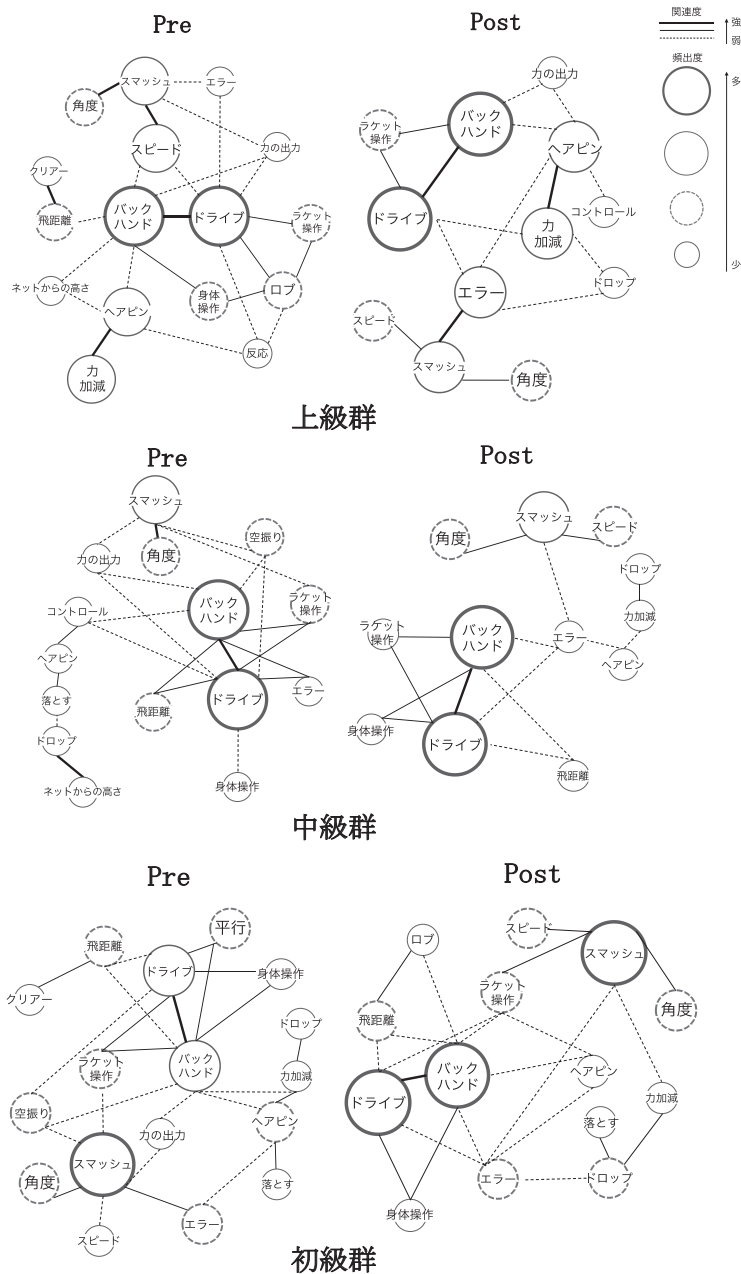 Pre
Post
関連度
強
弱
頻出度
多
少
スマッシュ
エラー
角度
スピード
力の出力
クリアー
飛距離
バック
ハンド
ドライブ
ラケット
操作
ネットからの高さ
身体
操作
ロブ
ヘアピン
反応
力
加減
力の出力
バック
ハンド
ラケット
操作
ヘアピン
ドライブ
コントロール
力
加減
エラー
ドロップ
スピード
スマッシュ
角度
上級群
Pre
Post
スマッシュ
空振り
角度
力の出力
バック
ハンド
ラケット
操作
コントロール
ヘアピン
落とす
ドライブ
エラー
飛距離
ドロップ
ネットからの高さ
身体操作
スマッシュ
スピード
角度
ドロップ
力加減
ラケット
操作
バック
ハンド
エラー
ヘアピン
身体操作
ドライブ
飛距離
中級群
Pre
Post
平行
飛距離
ドライブ
身体操作
クリアー
ドロップ
ラケット
操作
バック
ハンド
力加減
空振り
力の出力
ヘアピン
スマッシュ
角度
落とす
エラー
スピード
スピード
ロブ
スマッシュ
ラケット
操作
角度
飛距離
バック
ハンド
ヘアピン
ドライブ
力加減
落とす
エラー
ドロップ
身体操作
初級群